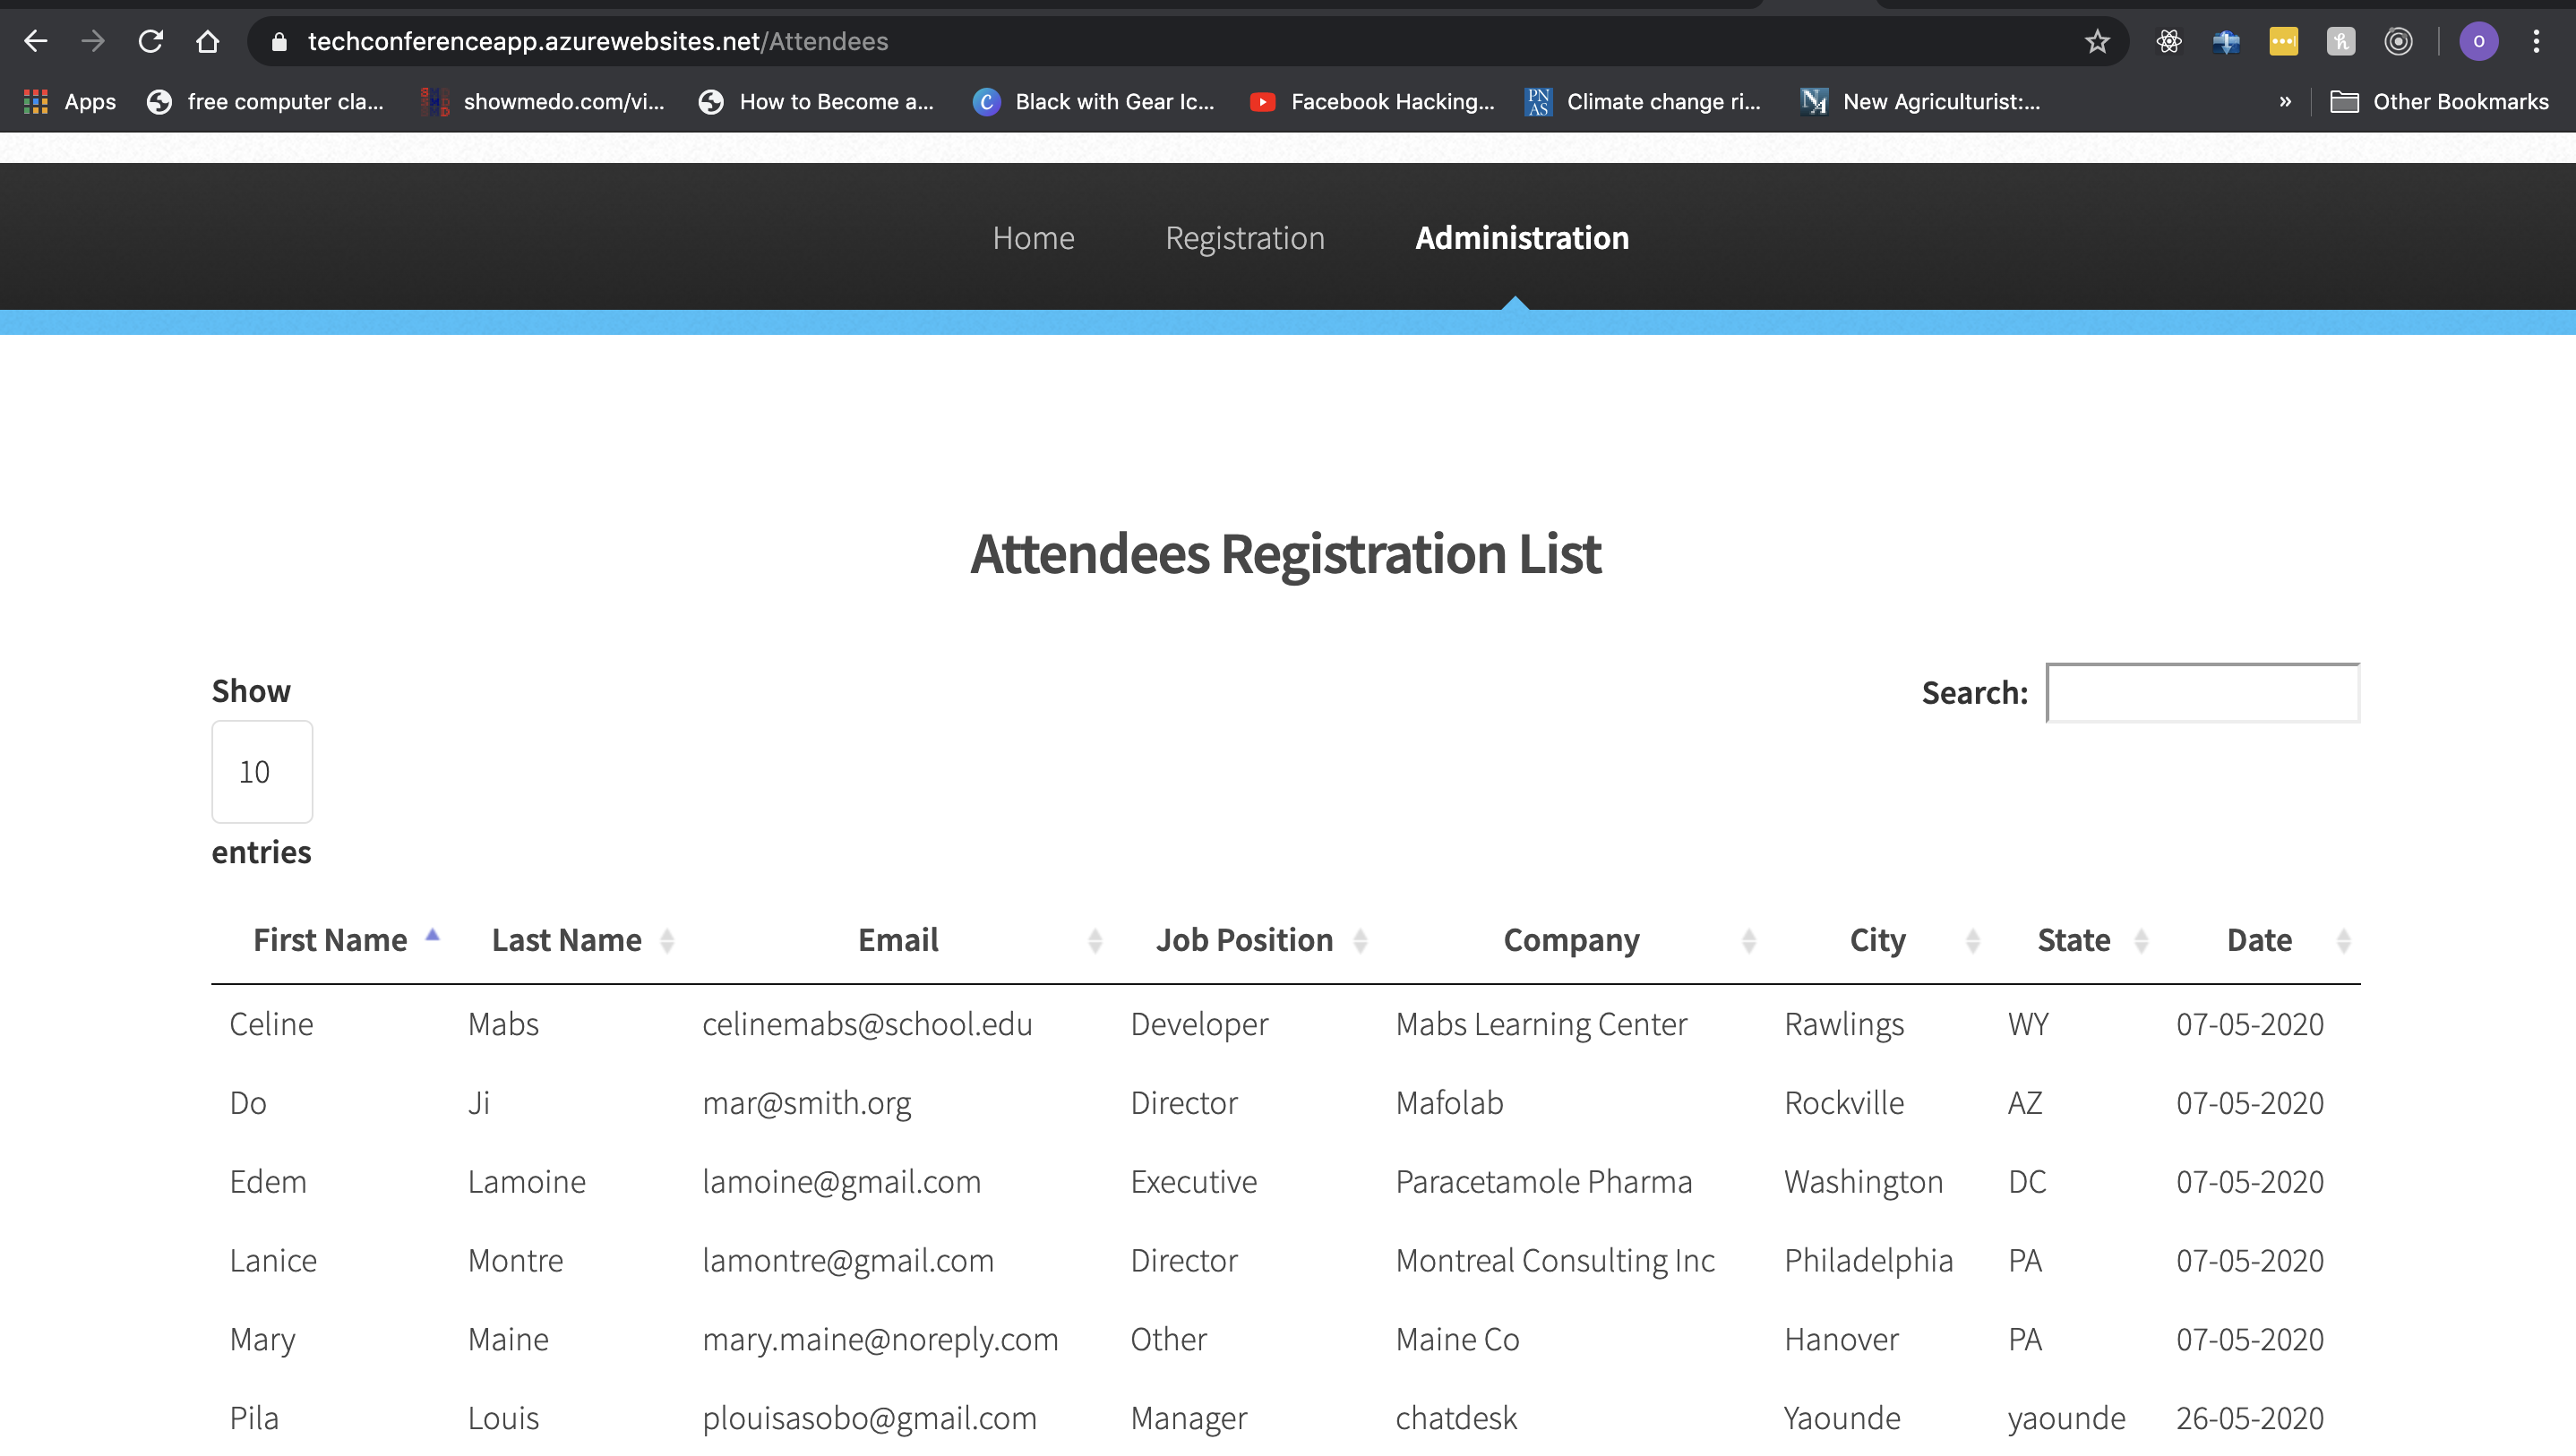 techconferenceapp.azurewebsites.net/Attendees
O
Apps free computer cla... showmedo.com/vi... How to Become a... Black with Gear Ic... Facebook Hacking... Climate change ri... New Agriculturist:... » Other Bookmarks
Home Registration Administration
Attendees Registration List
Show
10
entries
Search:
First Name Last Name Email Job Position Company City State Date
Celine Mabs celinemabs@school.edu Developer Mabs Learning Center Rawlings WY 07-05-2020
Do Ji mar@smith.org Director Mafolab Rockville AZ 07-05-2020
Edem Lamoine lamoine@gmail.com Executive Paracetamole Pharma Washington DC 07-05-2020
Lanice Montre lamontre@gmail.com Director Montreal Consulting Inc Philadelphia PA 07-05-2020
Mary Maine mary.maine@noreply.com Other Maine Co Hanover PA 07-05-2020
Pila Louis plouisasobo@gmail.com Manager chatdesk Yaounde yaounde 26-05-2020